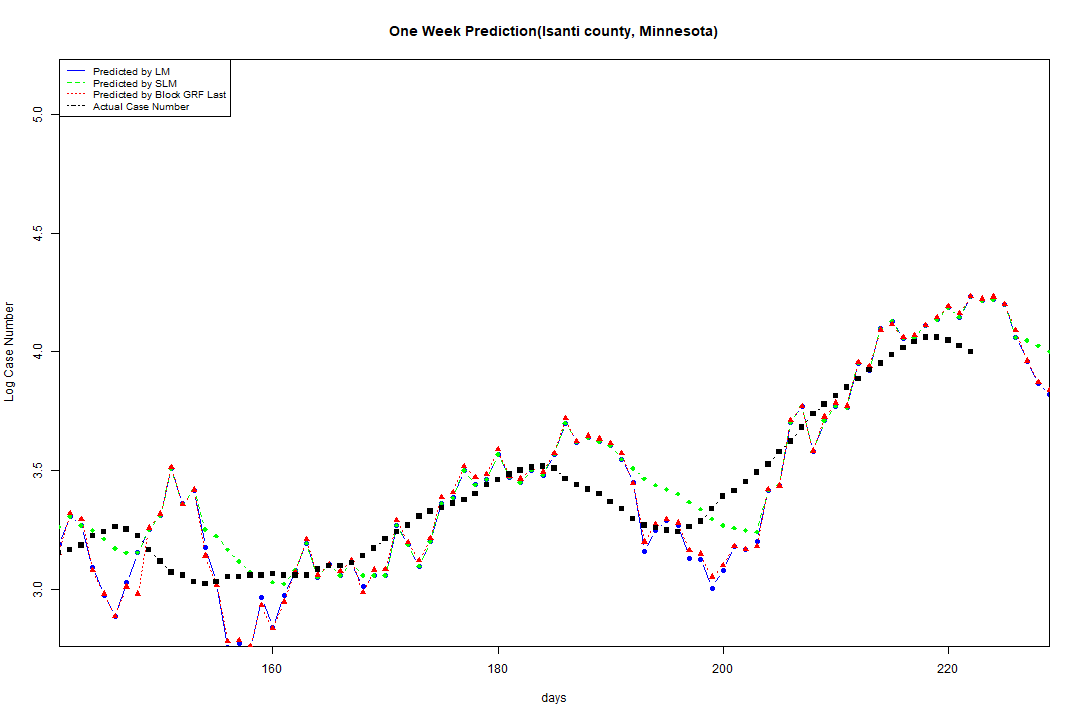 One Week Prediction(Isanti county, Minnesota)
Predicted by LM
Predicted by SLM
Predicted by Block GRF Last
Actual Case Number
5.0
4.5
4.0
3.5
3.0
Log Case Number
160
180
200
220
days